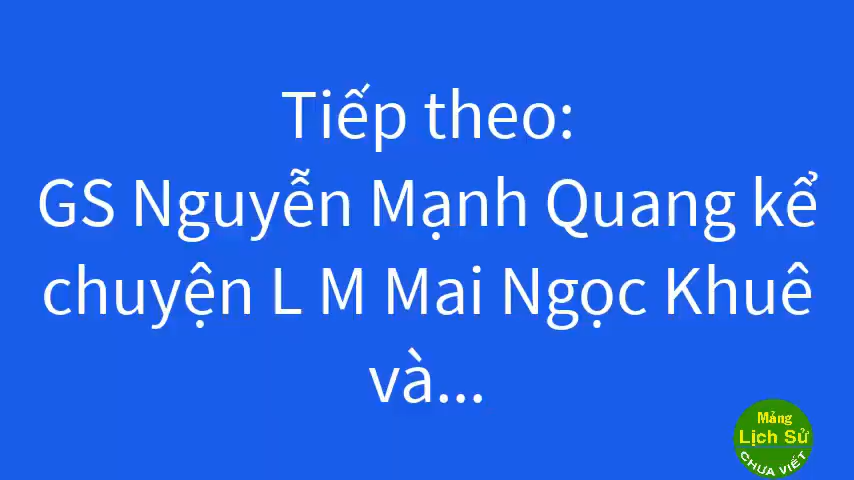 Tiếp theo:
GS Nguyễn Mạnh Quang kể
chuyện L M Mai Ngọc Khuê
và...
Mảng
Lịch Sử
CHƯA VIẾT